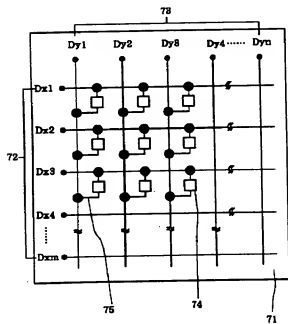 73
Dy1 Dy2 Dy3 Dy4 ...... Dyn
Dx1
Dx2
72
Dx3
Dx4
Dxm
75 74 71